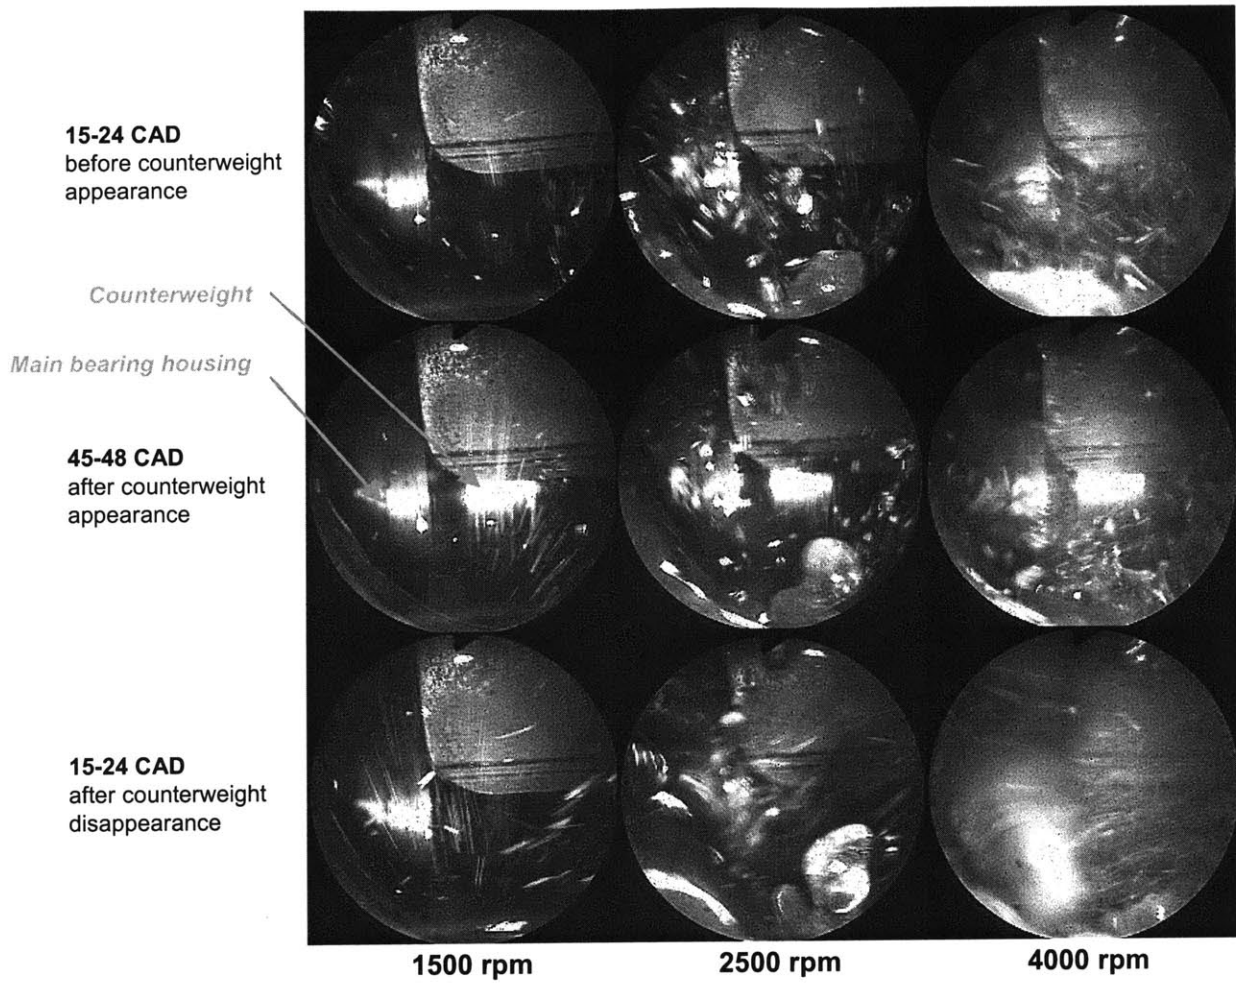 15-24 CAD
before counterweight
appearance
Counterweight
Main bearing housing
45-48 CAD
after counterweight
appearance
15-24 CAD
after counterweight
disappearance
1500 rpm
2500 rpm
4000 rpm